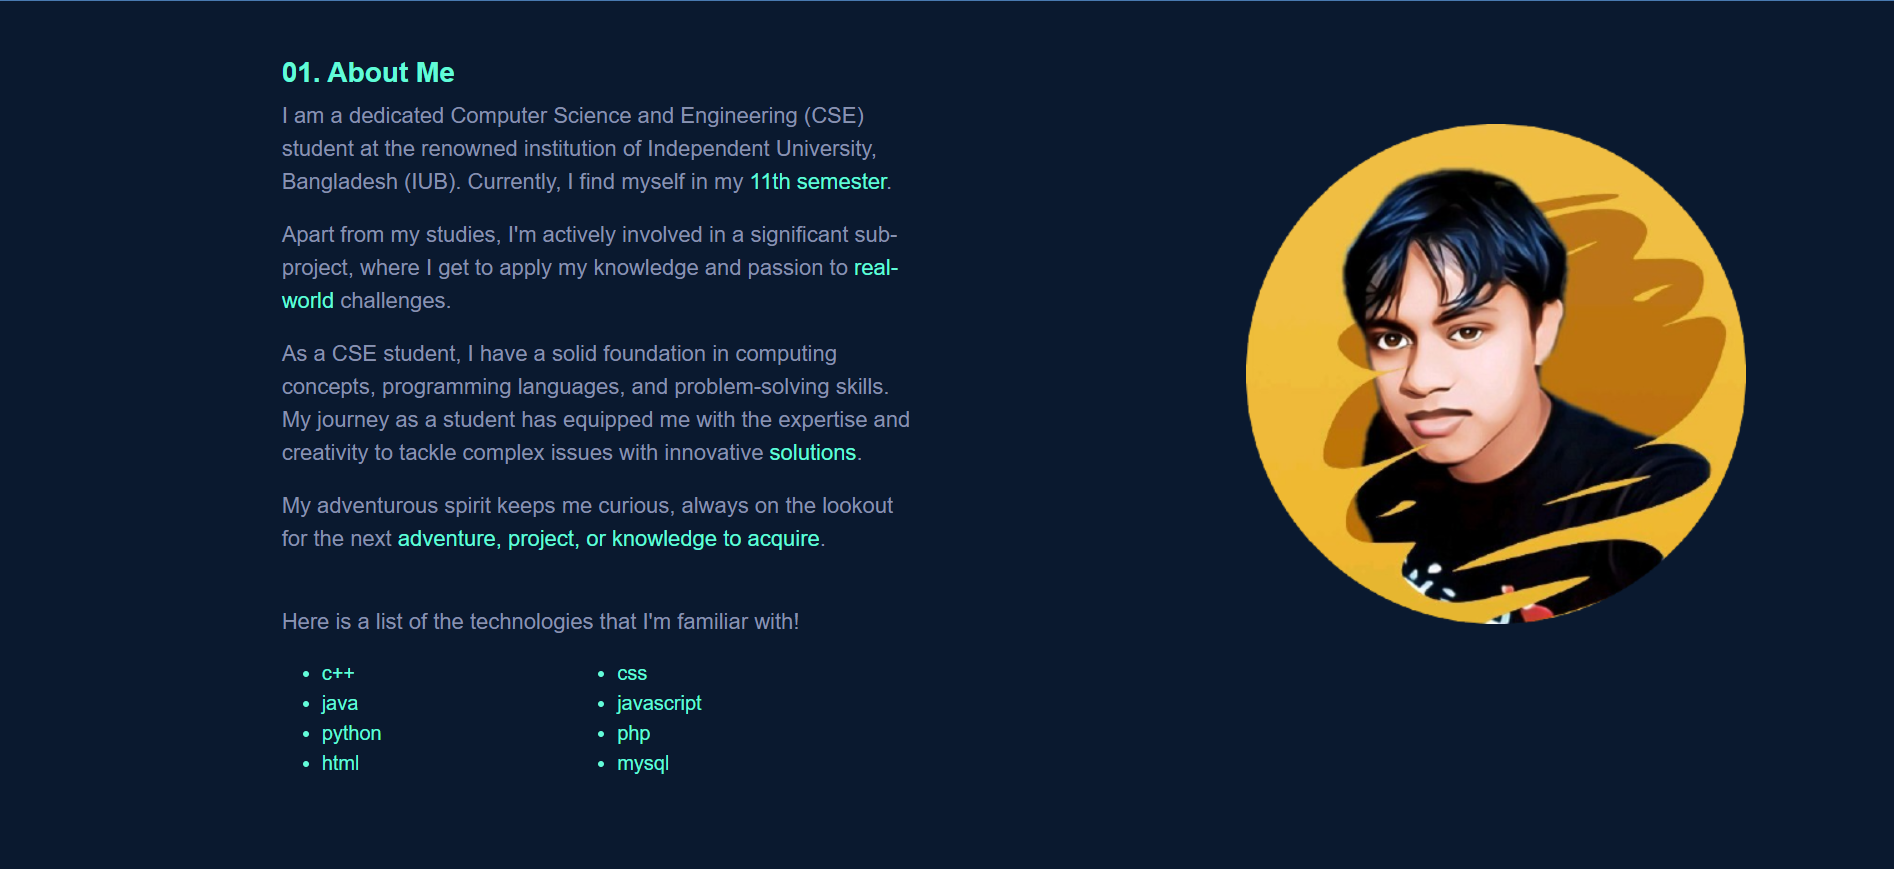 01. About Me
I am a dedicated Computer Science and Engineering (CSE)
student at the renowned institution of Independent University,
Bangladesh (IUB). Currently, I find myself in my 11th semester.
Apart from my studies, I'm actively involved in a significant sub-
project, where I get to apply my knowledge and passion to real-
world challenges.
As a CSE student, I have a solid foundation in computing
concepts, programming languages, and problem-solving skills.
My journey as a student has equipped me with the expertise and
creativity to tackle complex issues with innovative solutions.
My adventurous spirit keeps me curious, always on the lookout
for the next adventure, project, or knowledge to acquire.
Here is a list of the technologies that I'm familiar with!
• c++
• java
• python
• html
• css
• javascript
• php
• mysql